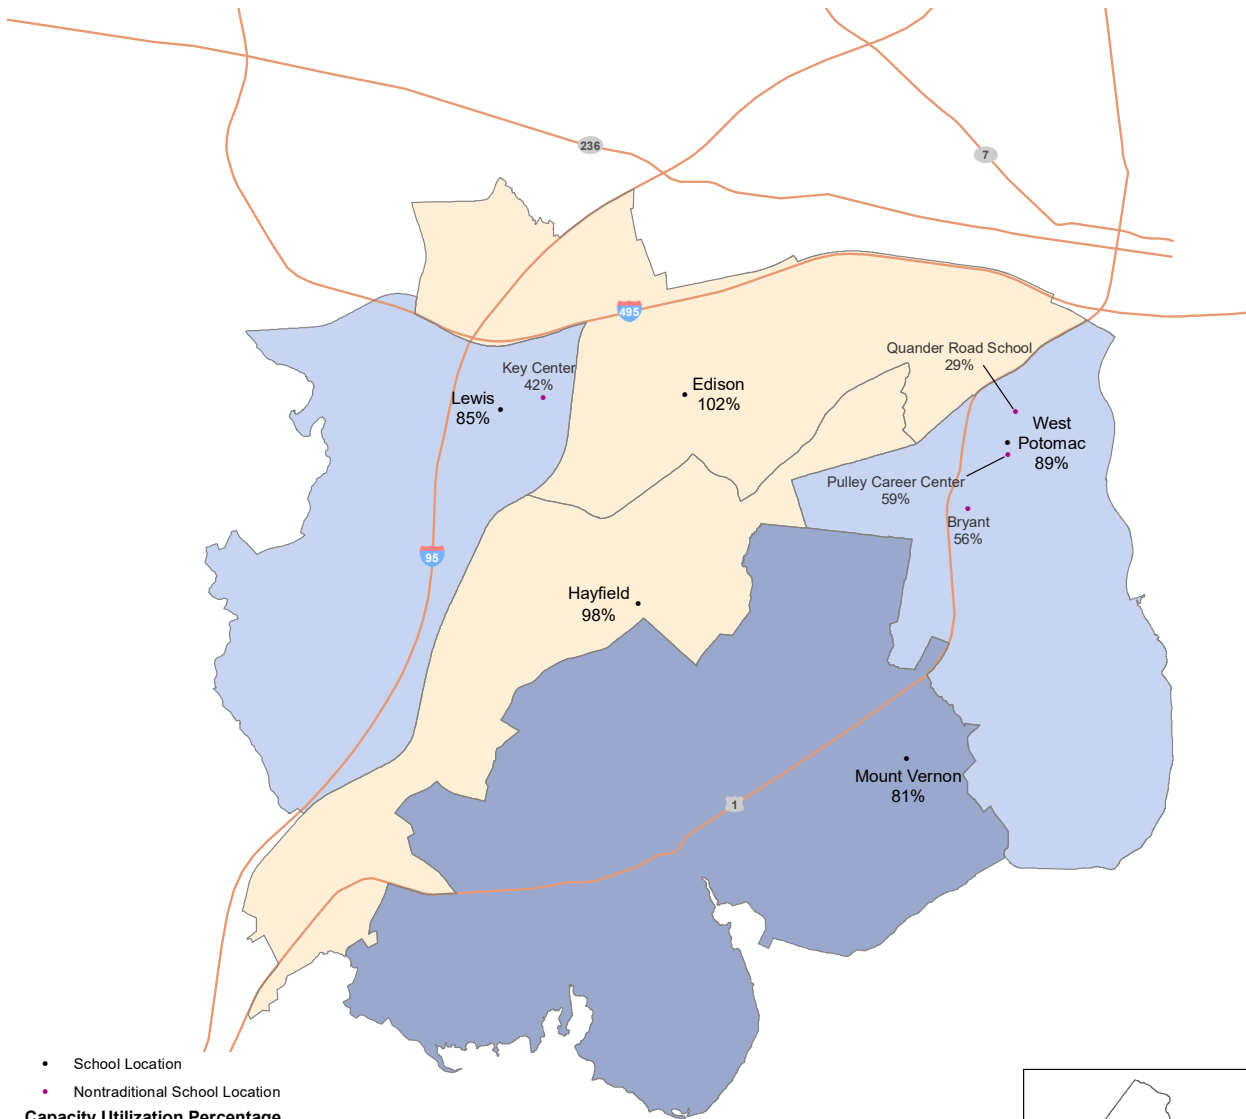 236
7
495
Quander Road School
29%
Key Center
42%
Edison
102%
Lewis
85%
West
Potomac
89%
Pulley Career Center
59%
Bryant
56%
95
Hayfield
98%
Mount Vernon
81%
1
School Location
Nontraditional School Location
Capacity Utilization Percentage